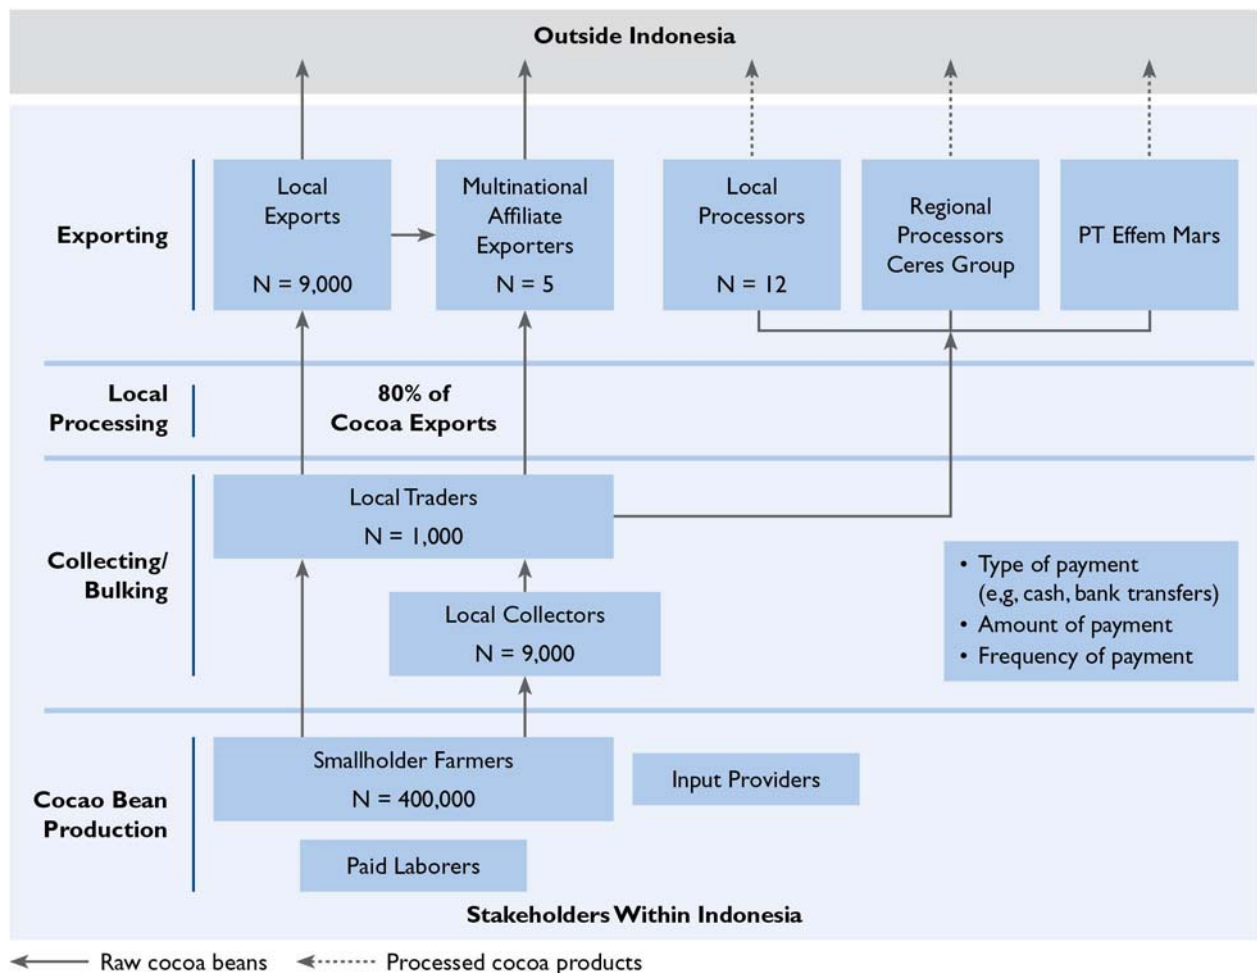 Outside Indonesia
Exporting
Local
Exports
N = 9,000
Multinational
Affiliate
Exporters
N = 5
Local
Processors
N = 12
Regional
Processors
Ceres Group
PT Effem Mars
Local
Processing
80% of
Cocoa Exports
Collecting/
Bulking
Local Traders
N = 1,000
Local Collectors
N = 9,000
• Type of payment
(e,g, cash, bank transfers)
• Amount of payment
• Frequency of payment
Cocao Bean
Production
Smallholder Farmers
N = 400,000
Input Providers
Paid Laborers
Stakeholders Within Indonesia
Raw cocoa beans
Processed cocoa products